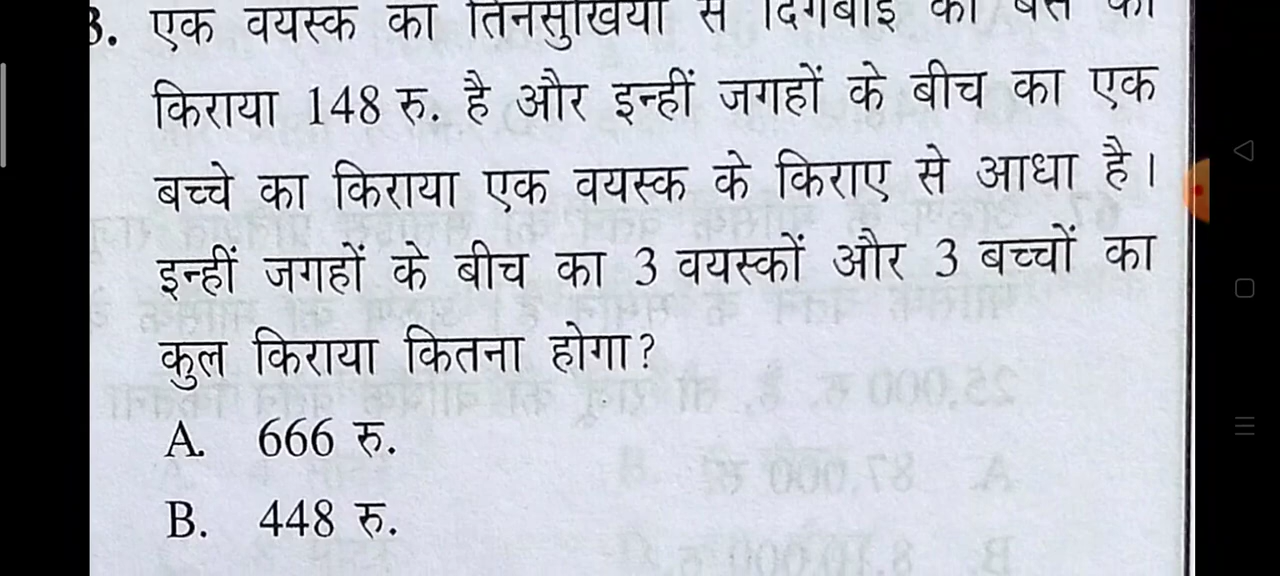 3. एक वयस्क का तिनसुखिया से दिगबोई की बस का
किराया 148 रु. है और इन्हीं जगहों के बीच का एक
बच्चे का किराया एक वयस्क के किराए से आधा है।
इन्हीं जगहों के बीच का 3 वयस्कों और 3 बच्चों का
कुल किराया कितना होगा?
A. 666 रु.
B. 448 रु.